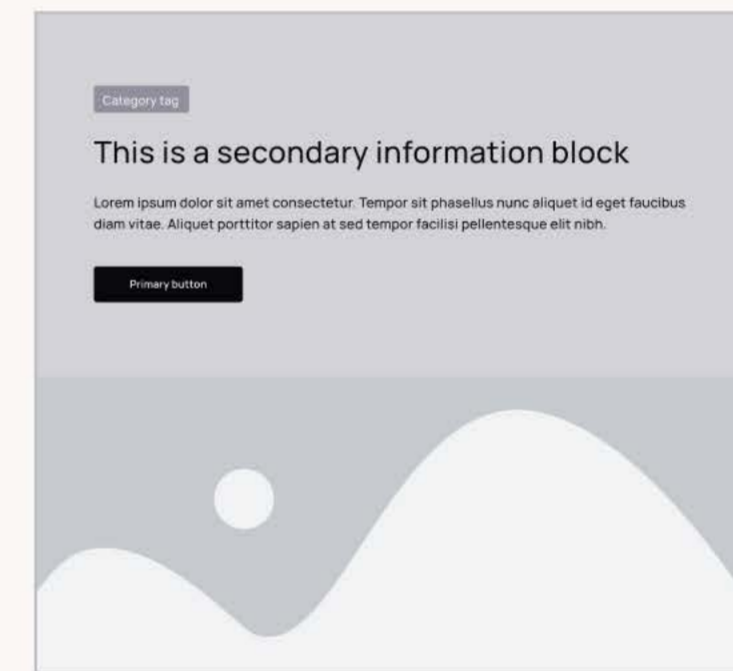 Category tag
This is a secondary information block
Lorem ipsum dolor sit amet consectetur. Tempor sit phasellus nunc aliquet id eget faucibus
diam vitae. Aliquet porttitor sapien at sed tempor facilisi pellentesque elit nibh.
Primary button